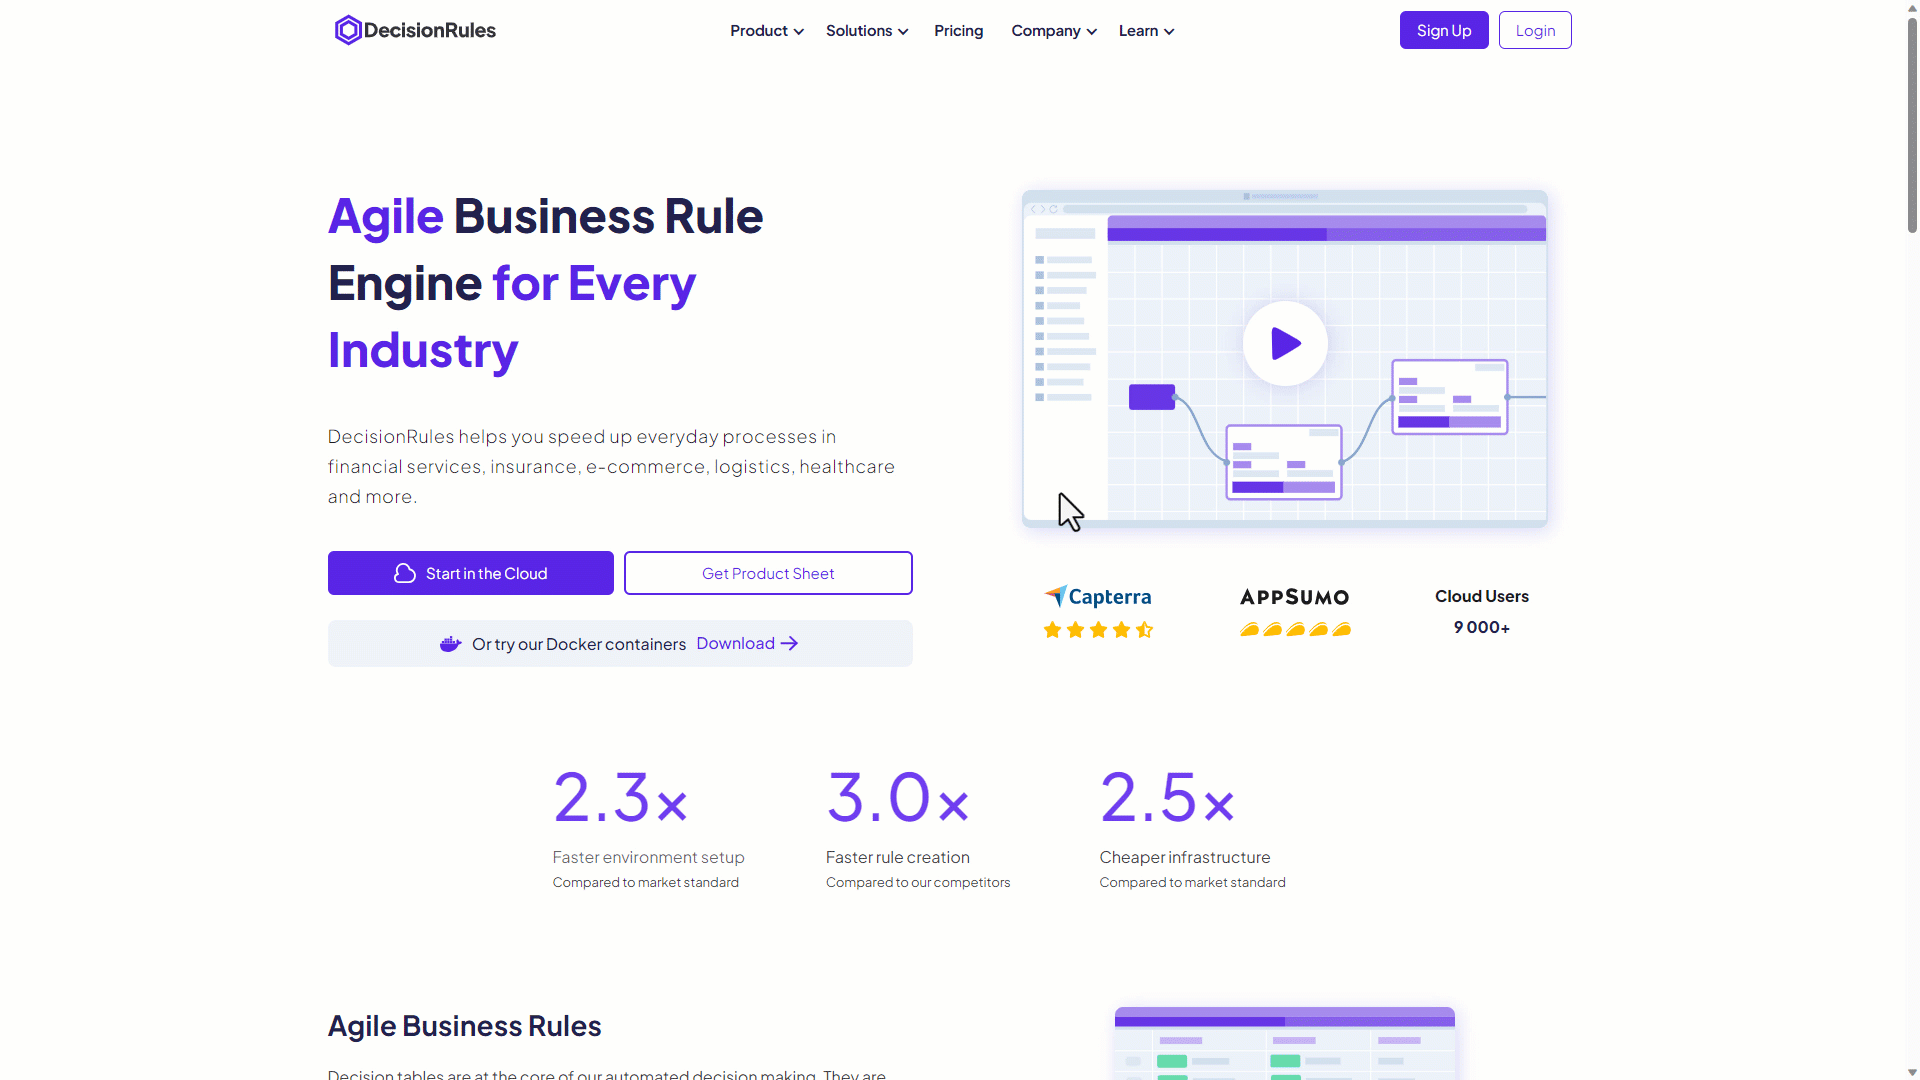 DecisionRules
Product
Solutions
Pricing
Company
Learn
Sign Up
Login
Agile Business Rule
Engine for Every
Industry
DecisionRules helps you speed up everyday processes in
financial services, insurance, e-commerce, logistics, healthcare
and more.
Start in the Cloud
Get Product Sheet
Or try our Docker containers Download
Capterra
APPSUMO
Cloud Users
9 000+
2.3×
Faster environment setup
Compared to market standard
3.0×
Faster rule creation
Compared to our competitors
2.5×
Cheaper infrastructure
Compared to market standard
Agile Business Rules
Decision tables are at the core of our automated decision making. They are